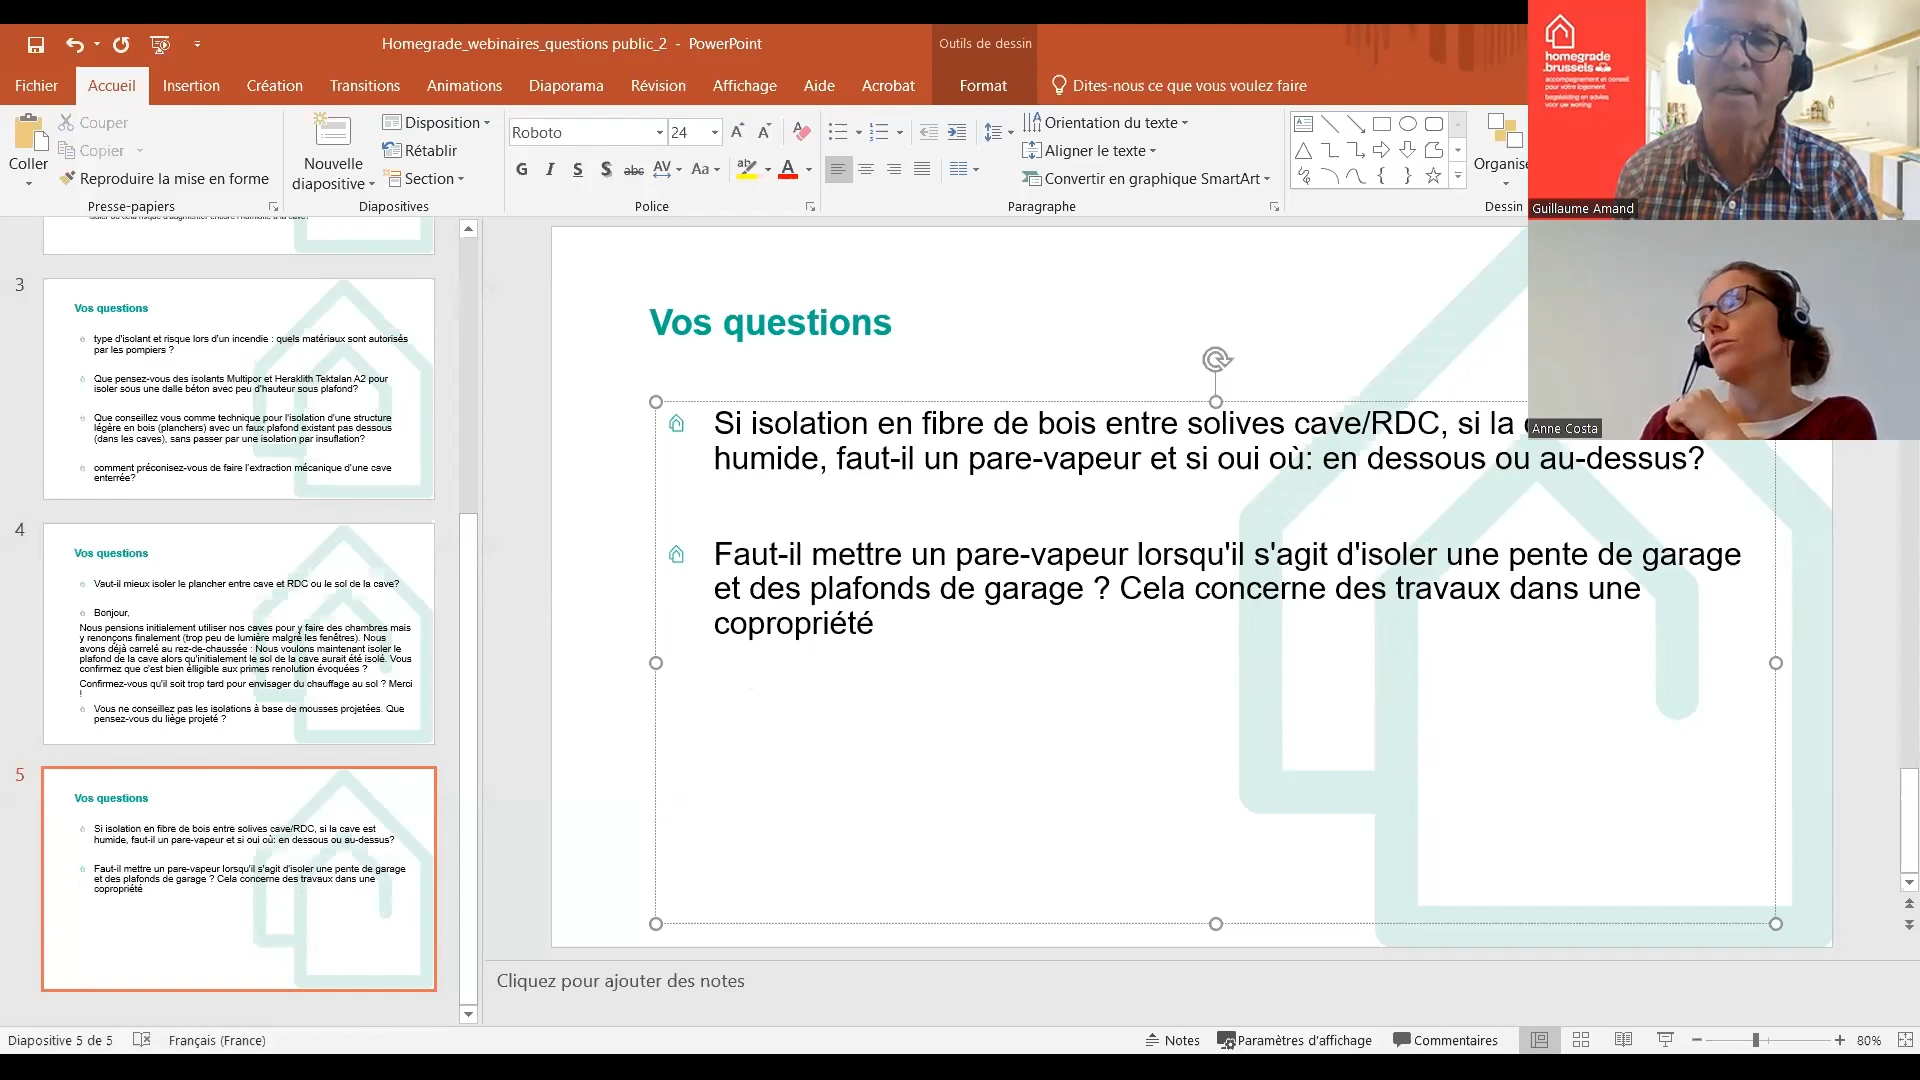 Homegrade_webinaires_questions public_2 - PowerPoint
Outils de dessin
Fichier
Accueil
Insertion
Création
Transitions
Animations
Diaporama
Révision
Affichage
Aide
Acrobat
Format
Dites-nous ce que vous voulez faire
Coller
Couper
Copier
Reproduire la mise en forme
Presse-papiers
Nouvelle
diapositive
Disposition
Rétablir
Section
Diapositives
Roboto
24
G I S S abc AV Aa A
Police
Orientation du texte
Aligner le texte
Convertir en graphique SmartArt
Paragraphe
Organise
Dessin
homegrade
.brussels
accompagnement et conseil
pour votre logement
begeleiding en advies
voor uw woning
Guillaume Amand
Anne Costa
3
Vos questions
type d'isolant et risque lors d'un incendie : quels matériaux sont autorisés
par les pompiers ?
Que pensez-vous des isolants Multipor et Heraklith Tektalan A2 pour
isoler sous une dalle béton avec peu d'hauteur sous plafond?
Que conseillez vous comme technique pour l'isolation d'une structure
légère en bois (planchers) avec un faux plafond existant pas dessous
(dans les caves), sans passer par une isolation par insuflation?
comment préconisez-vous de faire l'extraction mécanique d'une cave
enterrée?
4
Vos questions
Vaut-il mieux isoler le plancher entre cave et RDC ou le sol de la cave?
Bonjour,
Nous pensions initialement utiliser nos caves pour y faire des chambres mais
y renonçons finalement (trop peu de lumière malgré les fenêtres). Nous
avons déjà carrelé au rez-de-chaussée : Nous voulons maintenant isoler le
plafond de la cave alors qu'initialement le sol de la cave aurait été isolé. Vous
confirmez que c'est bien élligible aux primes renolution évoquées ?
Confirmez-vous qu'il soit trop tard pour envisager du chauffage au sol ? Merci
!
Vous ne conseillez pas les isolations à base de mousses projetées. Que
pensez-vous du liège projeté ?
5
Vos questions
Si isolation en fibre de bois entre solives cave/RDC, si la cave est
humide, faut-il un pare-vapeur et si oui où: en dessous ou au-dessus?
Faut-il mettre un pare-vapeur lorsqu'il s'agit d'isoler une pente de garage
et des plafonds de garage ? Cela concerne des travaux dans une
copropriété
Vos questions
Si isolation en fibre de bois entre solives cave/RDC, si la
humide, faut-il un pare-vapeur et si oui où: en dessous ou au-dessus?
Faut-il mettre un pare-vapeur lorsqu'il s'agit d'isoler une pente de garage
et des plafonds de garage ? Cela concerne des travaux dans une
copropriété
Cliquez pour ajouter des notes
Diapositive 5 de 5
Français (France)
Notes
Paramètres d'affichage
Commentaires
80%